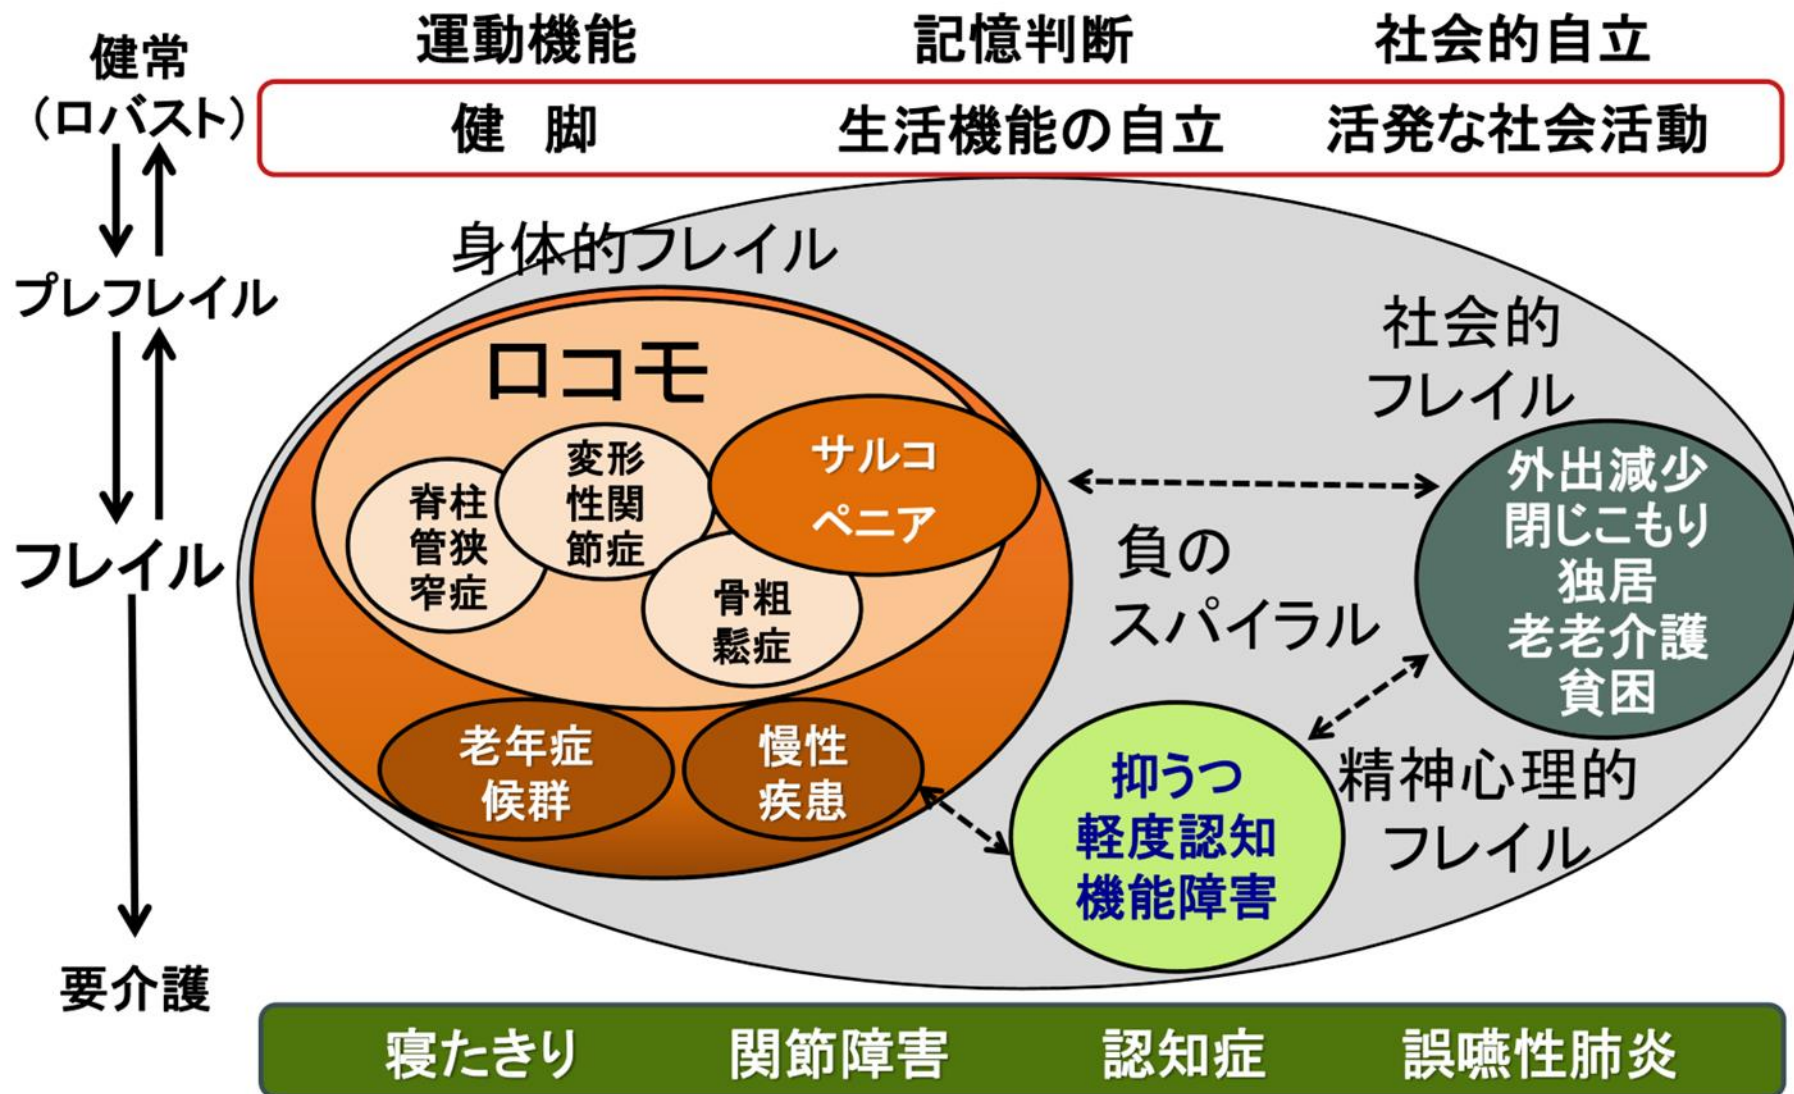 運動機能 記憶判断 社会的自立
健常
(ロバスト)
健 脚 生活機能の自立 活発な社会活動
プレフレイル
フレイル
要介護
身体的フレイル
ロコモ
脊柱
管狭
窄症
変形
性関
節症
サルコ
ペニア
骨粗
鬆症
老年症
候群
慢性
疾患
負の
スパイラル
社会的
フレイル
外出減少
閉じこもり
独居
老老介護
貧困
抑うつ
軽度認知
機能障害
精神心理的
フレイル
寝たきり 関節障害 認知症 誤嚥性肺炎